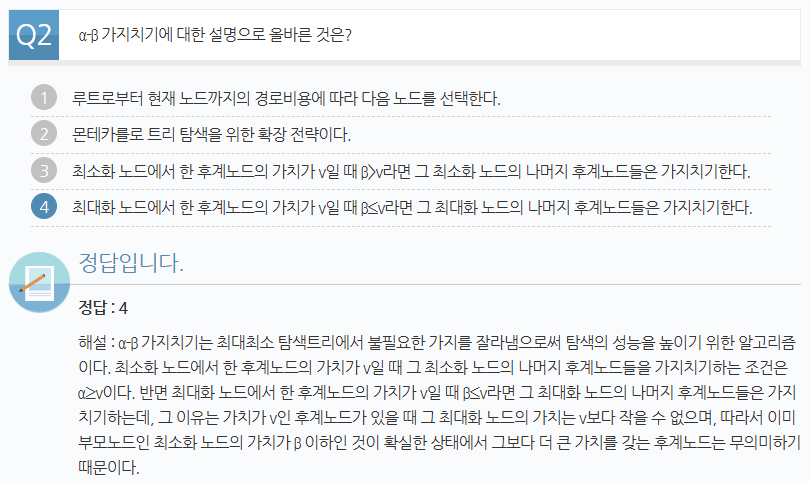 Q2 α-β 가지치기에 대한 설명으로 올바른 것은?
1 루트로부터 현재 노드까지의 경로비용에 따라 다음 노드를 선택한다.
2 몬테카를로 트리 탐색을 위한 확장 전략이다.
3 최소화 노드에서 한 후계노드의 가치가 v일 때 β>v라면 그 최소화 노드의 나머지 후계노드들은 가지치기한다.
4 최대화 노드에서 한 후계노드의 가치가 v일 때 β≤v라면 그 최대화 노드의 나머지 후계노드들은 가지치기한다.
정답입니다.
정답 : 4
해설 : α-β 가지치기는 최대최소 탐색트리에서 불필요한 가지를 잘라냄으로써 탐색의 성능을 높이기 위한 알고리즘
이다. 최소화 노드에서 한 후계노드의 가치가 v일 때 그 최소화 노드의 나머지 후계노드들을 가지치기하는 조건은
α≥v이다. 반면 최대화 노드에서 한 후계노드의 가치가 v일 때 β≤v라면 그 최대화 노드의 나머지 후계노드들은 가지
치기하는데, 그 이유는 가치가 v인 후계노드가 있을 때 그 최대화 노드의 가치는 v보다 작을 수 없으며, 따라서 이미
부모노드인 최소화 노드의 가치가 β 이하인 것이 확실한 상태에서 그보다 더 큰 가치를 갖는 후계노드는 무의미하기
때문이다.